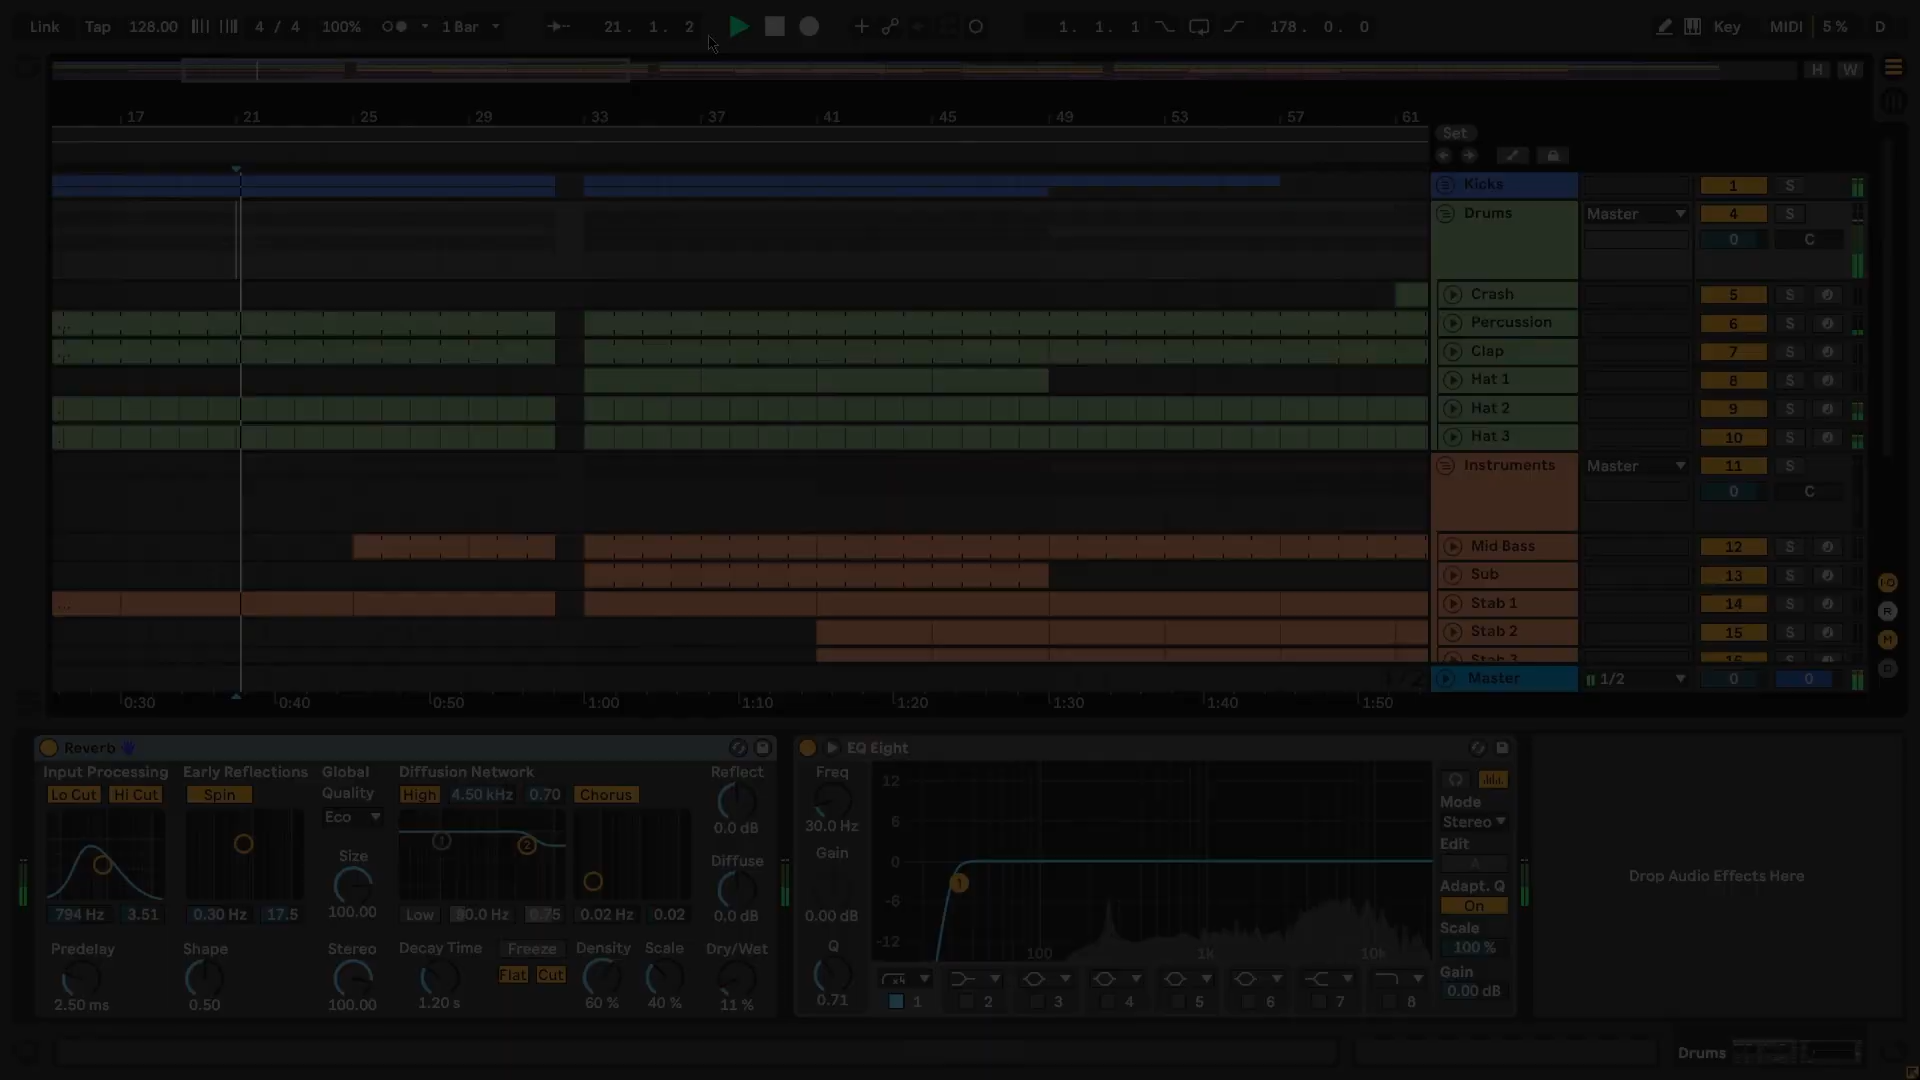 Link Tap 128.00 4 / 4 100% 1 Bar 21. 1. 2 1. 1. 1 178. 0. 0 Key MIDI 5 % D
H W
17 21 25 29 33 37 41 45 49 53 57 61
Set
Kicks 1 S
Drums Master 4 S
0 C
Crash 5 S
Percussion 6 S
Clap 7 S
Hat 1 8 S
Hat 2 9 S
Hat 3 10 S
Instruments Master 11 S
0 C
Mid Bass 12 S
Sub 13 S
Stab 1 14 S
Stab 2 15 S
Stab 3 16 S
I-O
R
M
D
Master 1/2 0 0
0:30 0:40 0:50 1:00 1:10 1:20 1:30 1:40 1:50
Reverb
Input Processing Early Reflections Global Diffusion Network Reflect
Lo Cut Hi Cut Spin Quality High 4.50 kHz 0.70 Chorus
Eco
1 2
0.0 dB
Size Diffuse
100.00
794 Hz 3.51 0.30 Hz 17.5 Low 90.0 Hz 0.75 0.02 Hz 0.02 0.0 dB
Predelay Shape Stereo Decay Time Freeze Density Scale Dry/Wet
Flat Cut
2.50 ms 0.50 100.00 1.20 s 60 % 40 % 11 %
EQ Eight
Freq
30.0 Hz
Gain
0.00 dB
Q
0.71
12
6
0
-6
-12
1
100 1k 10k
x4
1 2 3 4 5 6 7 8
Mode
Stereo
Edit
A
Adapt. Q
On
Scale
100 %
Gain
0.00 dB
Drop Audio Effects Here
Drums